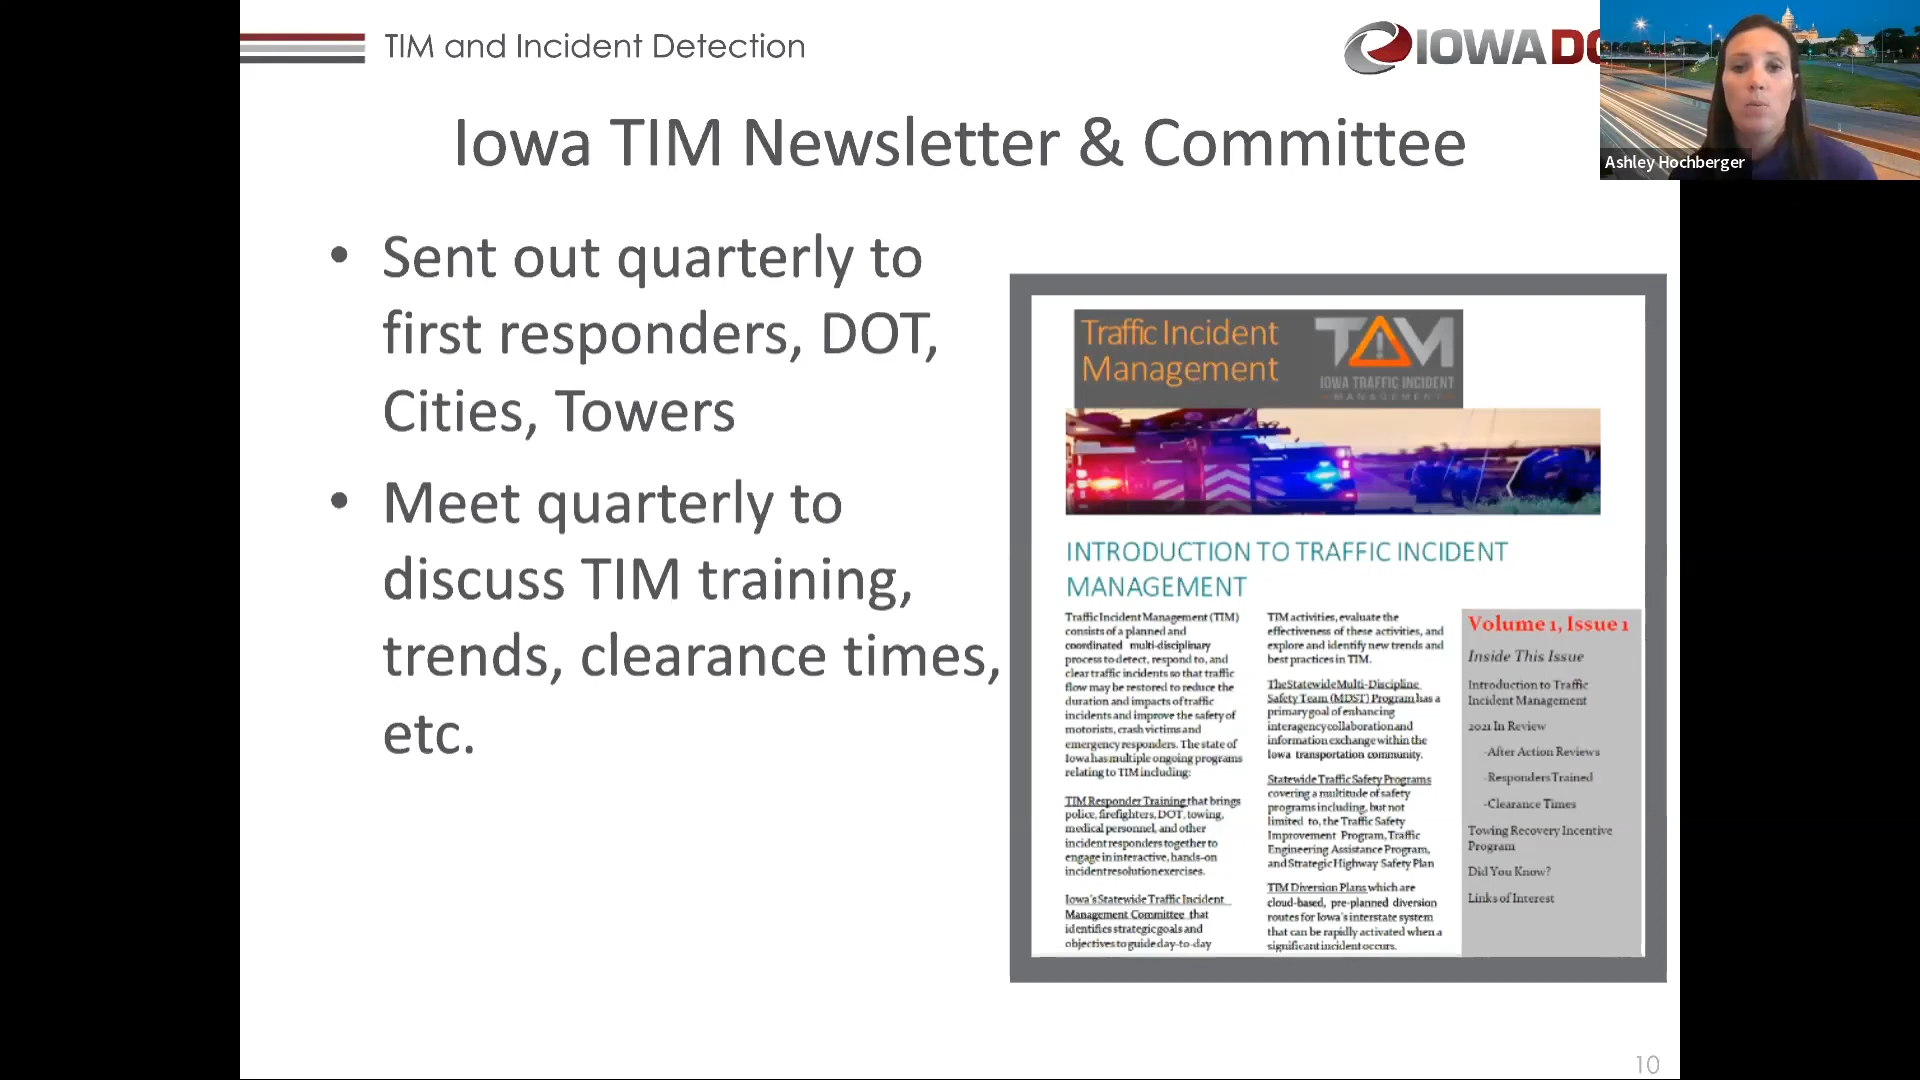 TIM and Incident Detection
IOWADO
Ashley Hochberger
Iowa TIM Newsletter & Committee
• Sent out quarterly to
first responders, DOT,
Cities, Towers
• Meet quarterly to
discuss TIM training,
trends, clearance times,
etc.
Traffic Incident
Management
TIM
IOWA TRAFFIC INCIDENT
MANAGEMENT
INTRODUCTION TO TRAFFIC INCIDENT
MANAGEMENT
Traffic Incident Management (TIM)
consists of a planned and
coordinated multi-disciplinary
process to detect, respond to, and
clear traffic incidents so that traffic
flow may be restored to reduce the
duration and impacts of traffic
incidents and improve the safety of
motorists, crash victims and
emergency responders. The state of
Iowa has multiple ongoing programs
relating to TIM including:
TIM Responder Training that brings
police, firefighters, DOT, towing,
medical personnel, and other
incident responders together to
engage in interactive, hands-on
incident resolution exercises.
Iowa's Statewide Traffic Incident
Management Committee that
identifies strategic goals and
objectives to guide day-to-day
TIM activities, evaluate the
effectiveness of these activities, and
explore and identify new trends and
best practices in TIM.
The Statewide Multi-Discipline
Safety Team (MDST) Program has a
primary goal of enhancing
interagency collaboration and
information exchange within the
Iowa transportation community.
Statewide Traffic Safety Programs
covering a multitude of safety
programs including, but not
limited to, the Traffic Safety
Improvement Program, Traffic
Engineering Assistance Program,
and Strategic Highway Safety Plan
TIM Diversion Plans which are
cloud-based, pre-planned diversion
routes for Iowa's interstate system
that can be rapidly activated when a
significant incident occurs.
Volume 1, Issue 1
Inside This Issue
Introduction to Traffic
Incident Management
2021 In Review
-After Action Reviews
-Responders Trained
-Clearance Times
Towing Recovery Incentive
Program
Did You Know?
Links of Interest
10